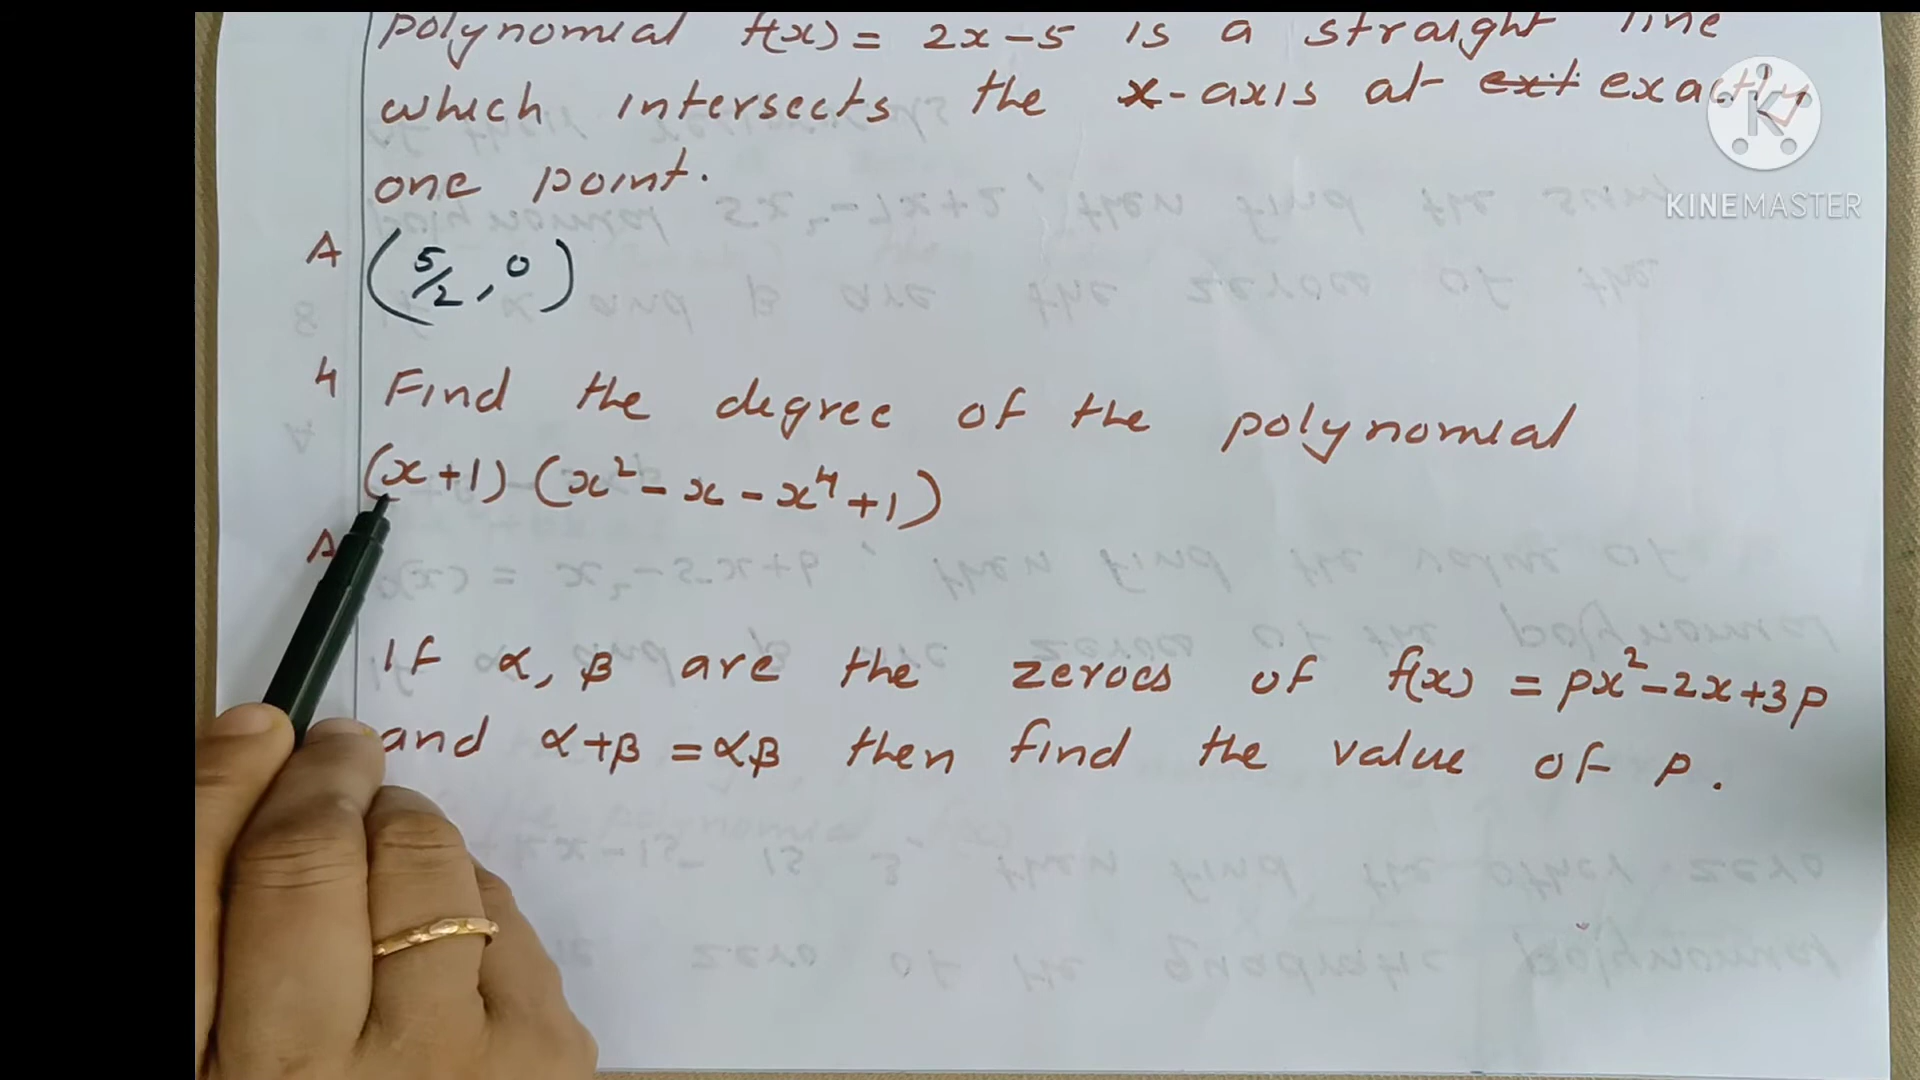 polynomial f(x) = 2x-5 is a straight line
which intersects the x-axis at ext exactly
one point.
A (5/2, 0)
4 Find the degree of the polynomial
(x+1) (x² - x - x⁴ + 1)
A
If α, β are the zeroes of f(x) = px²-2x+3p
and α+β = αβ then find the value of p.
KINEMASTER